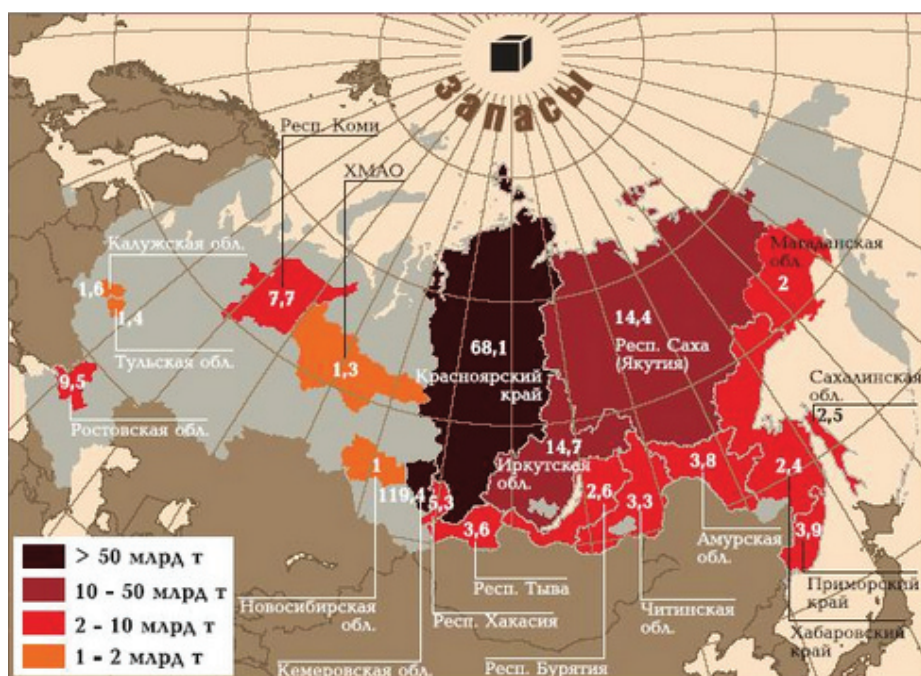 запасы
Респ. Коми
ХМАО
Калужская обл.
1,6
1,4
Тульская обл.
9,5
Ростовская обл.
7,7
1,3
68,1
Красноярский
край
14,4
Респ. Саха
(Якутия)
Магаданская
обл.
2
Сахалинская
обл.
2,5
14,7
Иркутская
обл.
1
119,4
5,3
3,6
2,6
3,3
3,8
2,4
3,9
Амурская
обл.
Приморский
край
Хабаровский
край
Читинская
обл.
Респ. Бурятия
Респ. Тыва
Респ. Хакасия
Кемеровская обл.
Новосибирская
обл.
> 50 млрд т
10 - 50 млрд т
2 - 10 млрд т
1 - 2 млрд т